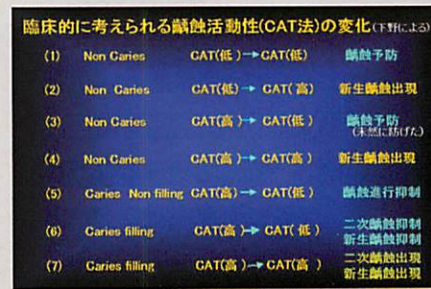 臨床的に考えられる齲蝕活動性(CAT法)の変化(下野による)
(1) Non Caries CAT(低)→CAT(低) 齲蝕予防
(2) Non Caries CAT(低)→CAT(高) 新生齲蝕出現
(3) Non Caries CAT(高)→CAT(低) 齲蝕予防
(未然に防げた)
(4) Non Caries CAT(高)→CAT(高) 新生齲蝕出現
(5) Caries Non filling CAT(高)→CAT(低) 齲蝕進行抑制
(6) Caries filling CAT(高)→CAT(低) 二次齲蝕抑制
新生齲蝕抑制
(7) Caries filling CAT(高)→CAT(高) 二次齲蝕出現
新生齲蝕出現